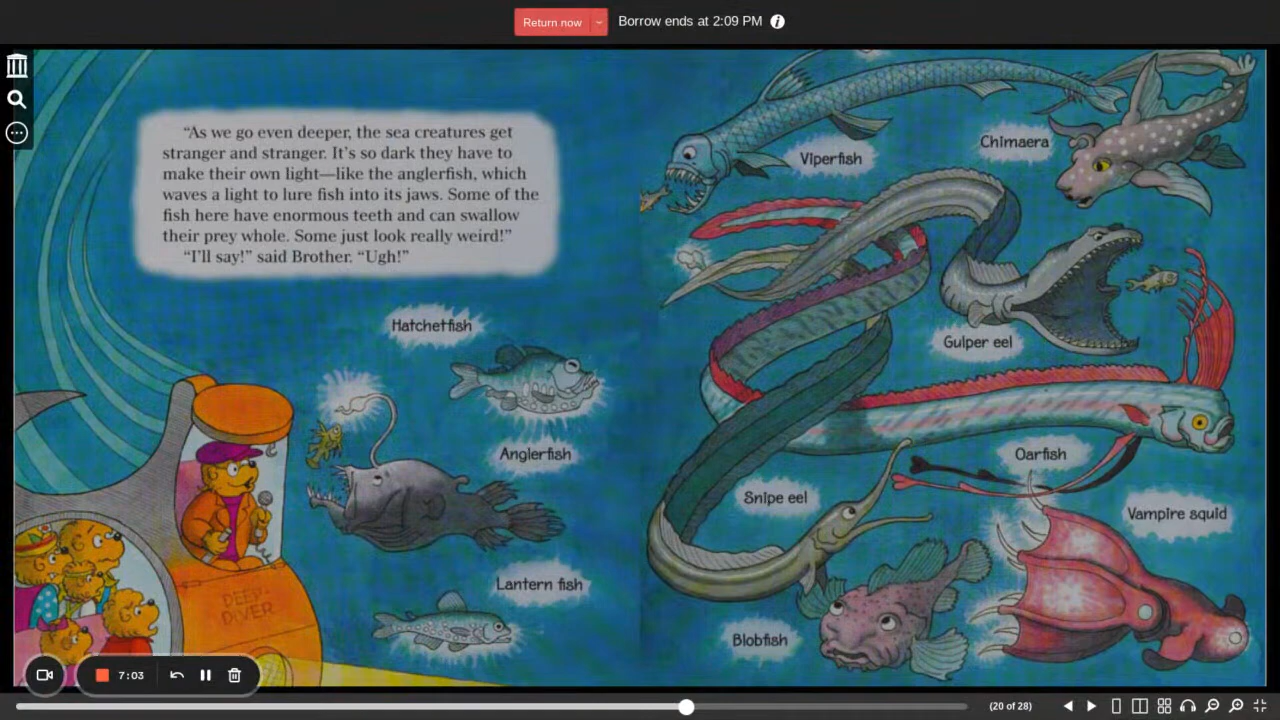 Return now
Borrow ends at 2:09 PM
“As we go even deeper, the sea creatures get
stranger and stranger. It’s so dark they have to
make their own light—like the anglerfish, which
waves a light to lure fish into its jaws. Some of the
fish here have enormous teeth and can swallow
their prey whole. Some just look really weird!”
“I’ll say!” said Brother. “Ugh!”
Hatchetfish
Anglerfish
Lantern fish
DEEP-
DIVER
Viperfish
Chimaera
Gulper eel
Oarfish
Snipe eel
Vampire squid
Blobfish
7:03
(20 of 28)